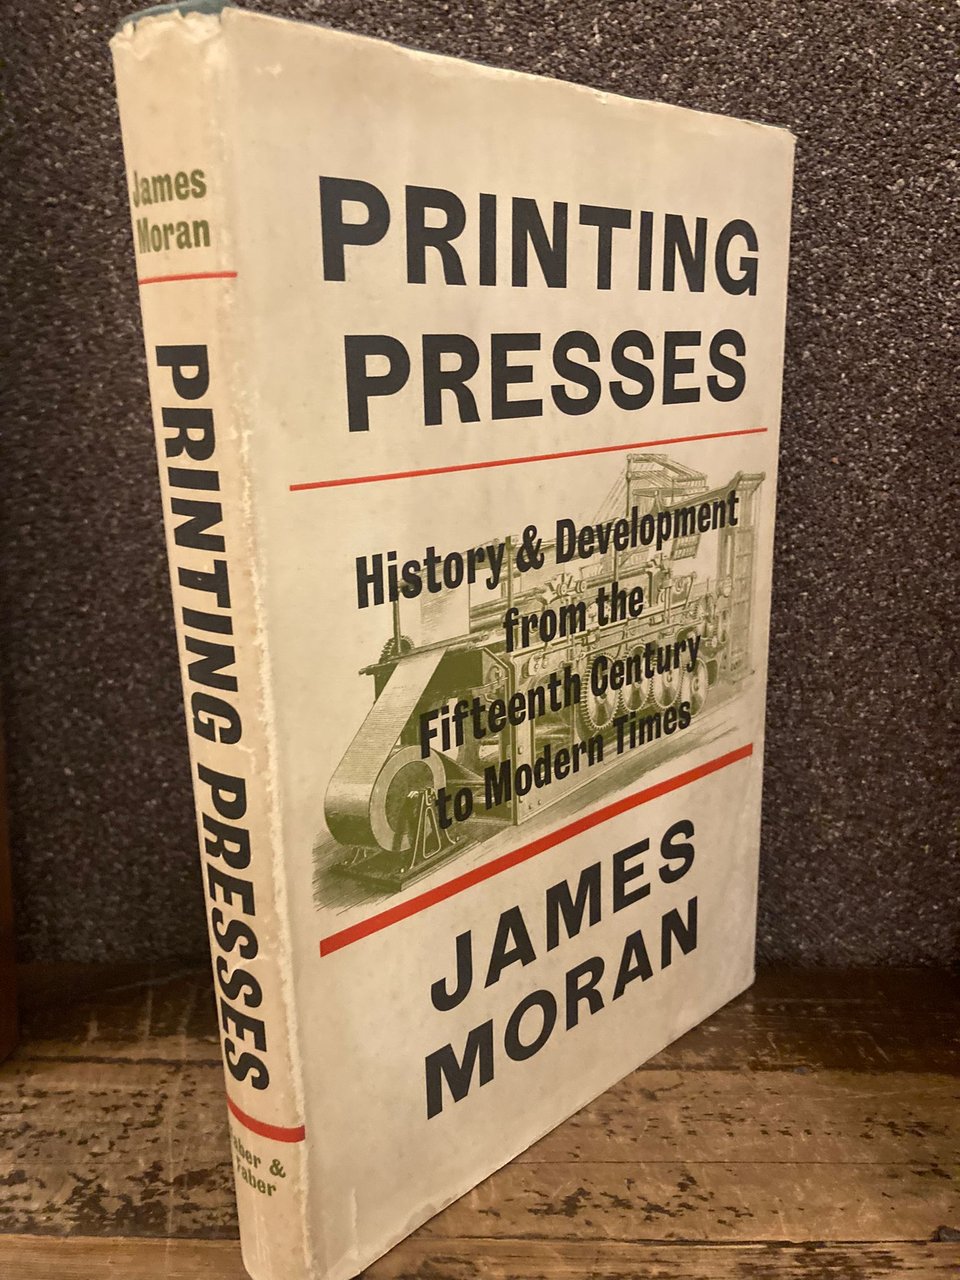 James
Moran
PRINTING PRESSES
Faber &
Faber
PRINTING
PRESSES
History & Development
from the
Fifteenth Century
to Modern Times
JAMES
MORAN